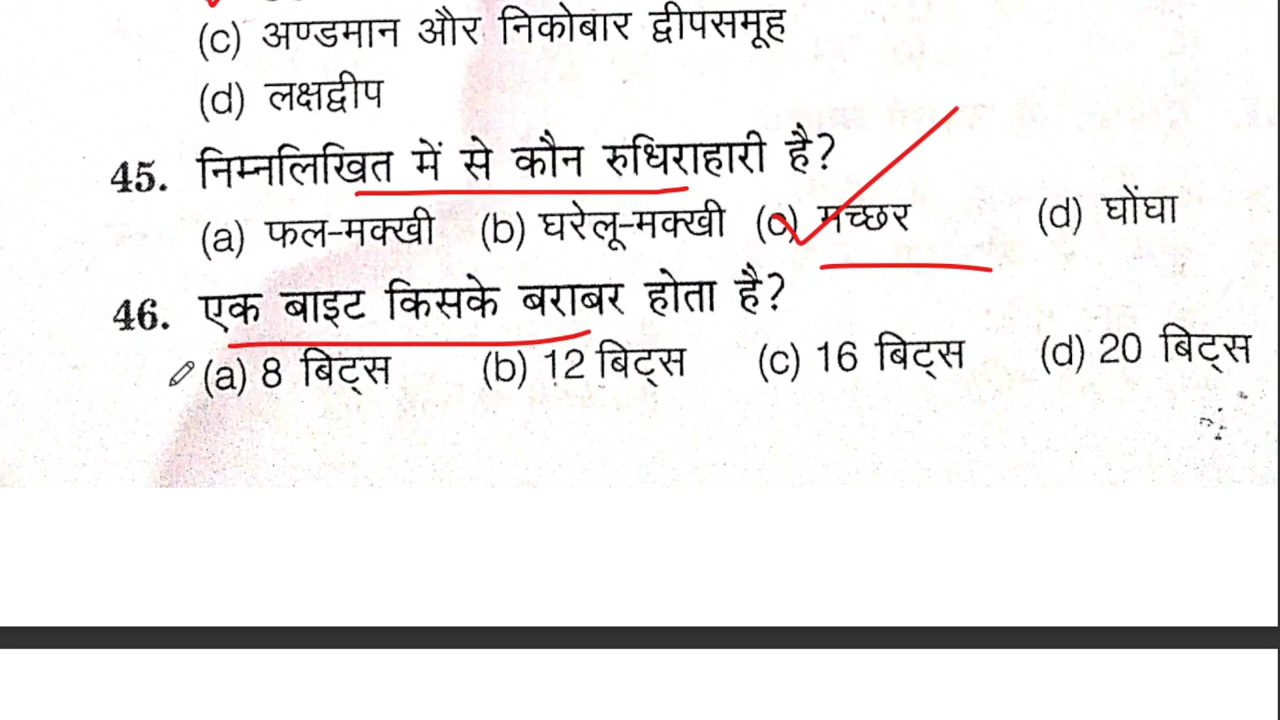 (c) अण्डमान और निकोबार द्वीपसमूह
(d) लक्षद्वीप
45. निम्नलिखित में से कौन रुधिराहारी है?
(a) फल-मक्खी (b) घरेलू-मक्खी (c) मच्छर (d) घोंघा
46. एक बाइट किसके बराबर होता है?
(a) 8 बिट्स (b) 12 बिट्स (c) 16 बिट्स (d) 20 बिट्स